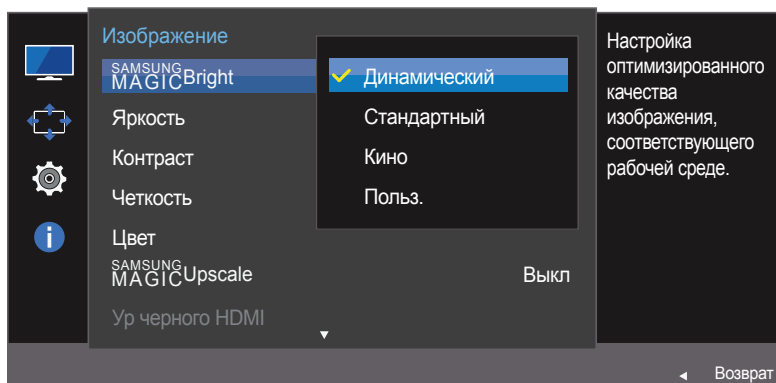 Изображение
SAMSUNG
MAGICBright
Яркость
Контраст
Четкость
Цвет
SAMSUNG
MAGICUpscale
Выкл
Ур черного HDMI
Динамический
Стандартный
Кино
Польз.
Настройка
оптимизированного
качества
изображения,
соответствующего
рабочей среде.
Возврат